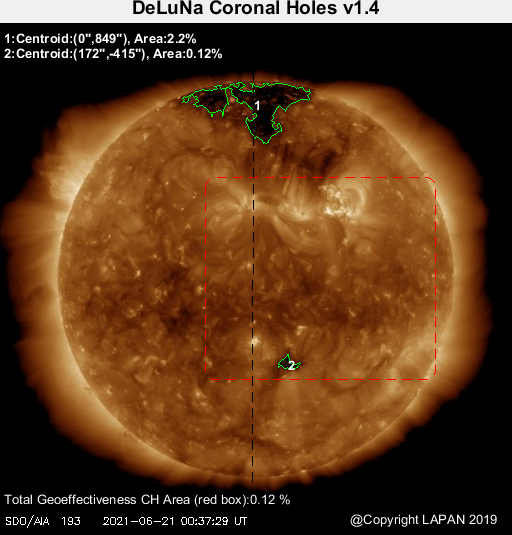 DeLuNa Coronal Holes v1.4
1:Centroid:(0",849"), Area:2.2%
2:Centroid:(172",-415"), Area:0.12%
1
2
Total Geoeffectiveness CH Area (red box):0.12 %
SDO/AIA 193 2021-06-21 00:37:29 UT
@Copyright LAPAN 2019